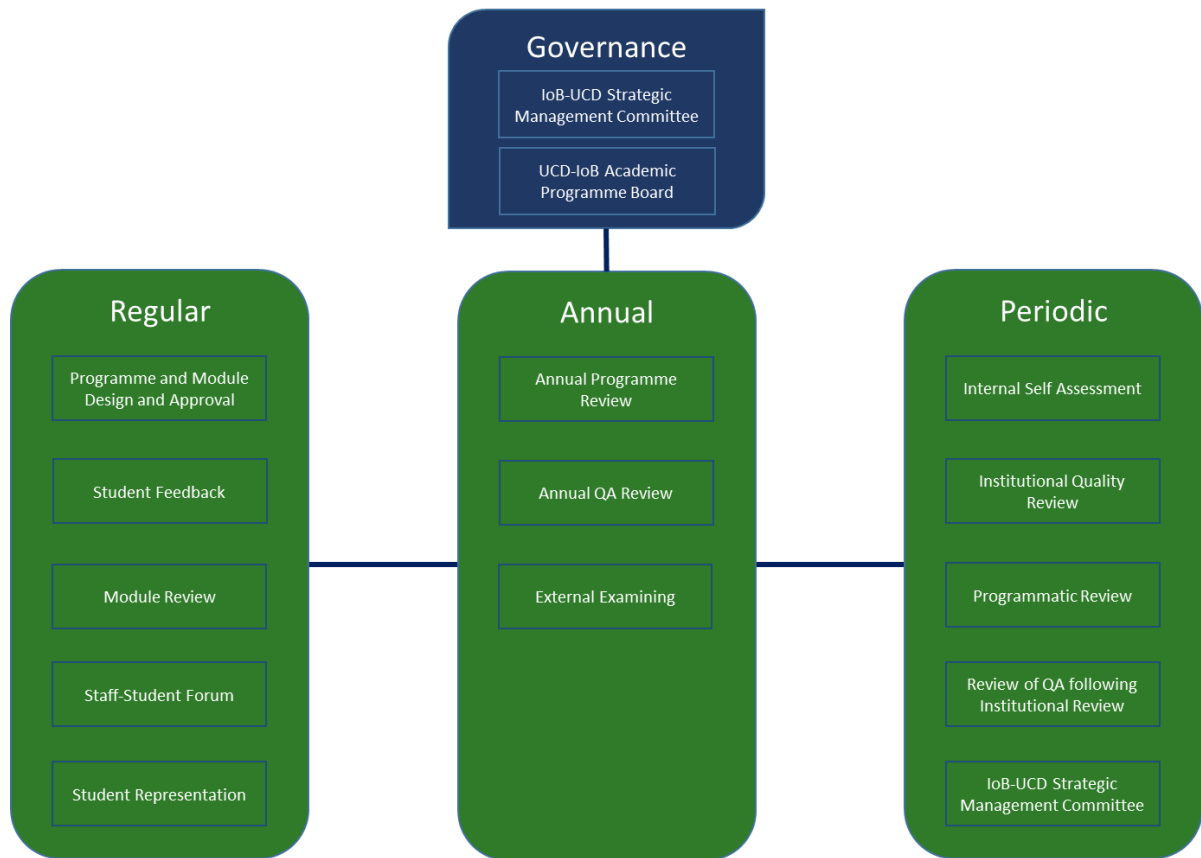 Governance
IoB-UCD Strategic
Management Committee
UCD-IoB Academic
Programme Board
Regular
Programme and Module
Design and Approval
Student Feedback
Module Review
Staff-Student Forum
Student Representation
Annual
Annual Programme
Review
Annual QA Review
External Examining
Periodic
Internal Self Assessment
Institutional Quality
Review
Programmatic Review
Review of QA following
Institutional Review
IoB-UCD Strategic
Management Committee